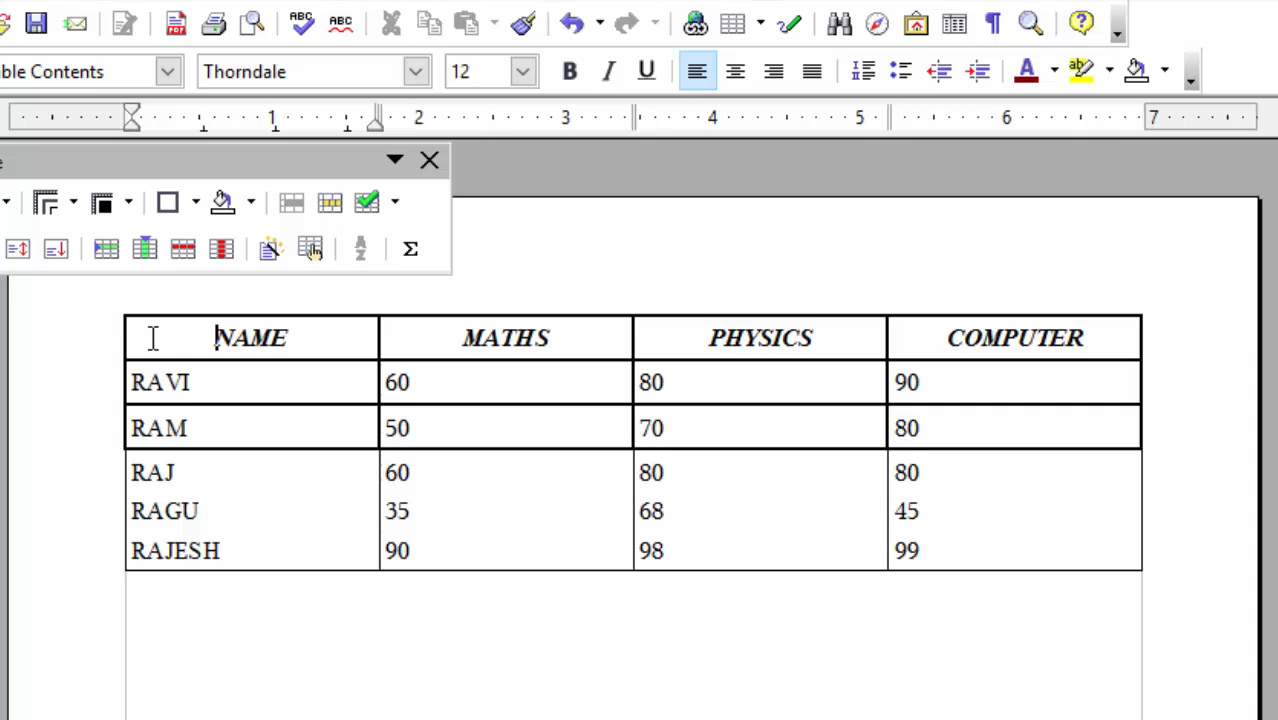 ble Contents Thorndale 12 B I U A
1 2 3 4 5 6 7
e
NAME MATHS PHYSICS COMPUTER
RAVI 60 80 90
RAM 50 70 80
RAJ 60 80 80
RAGU 35 68 45
RAJESH 90 98 99